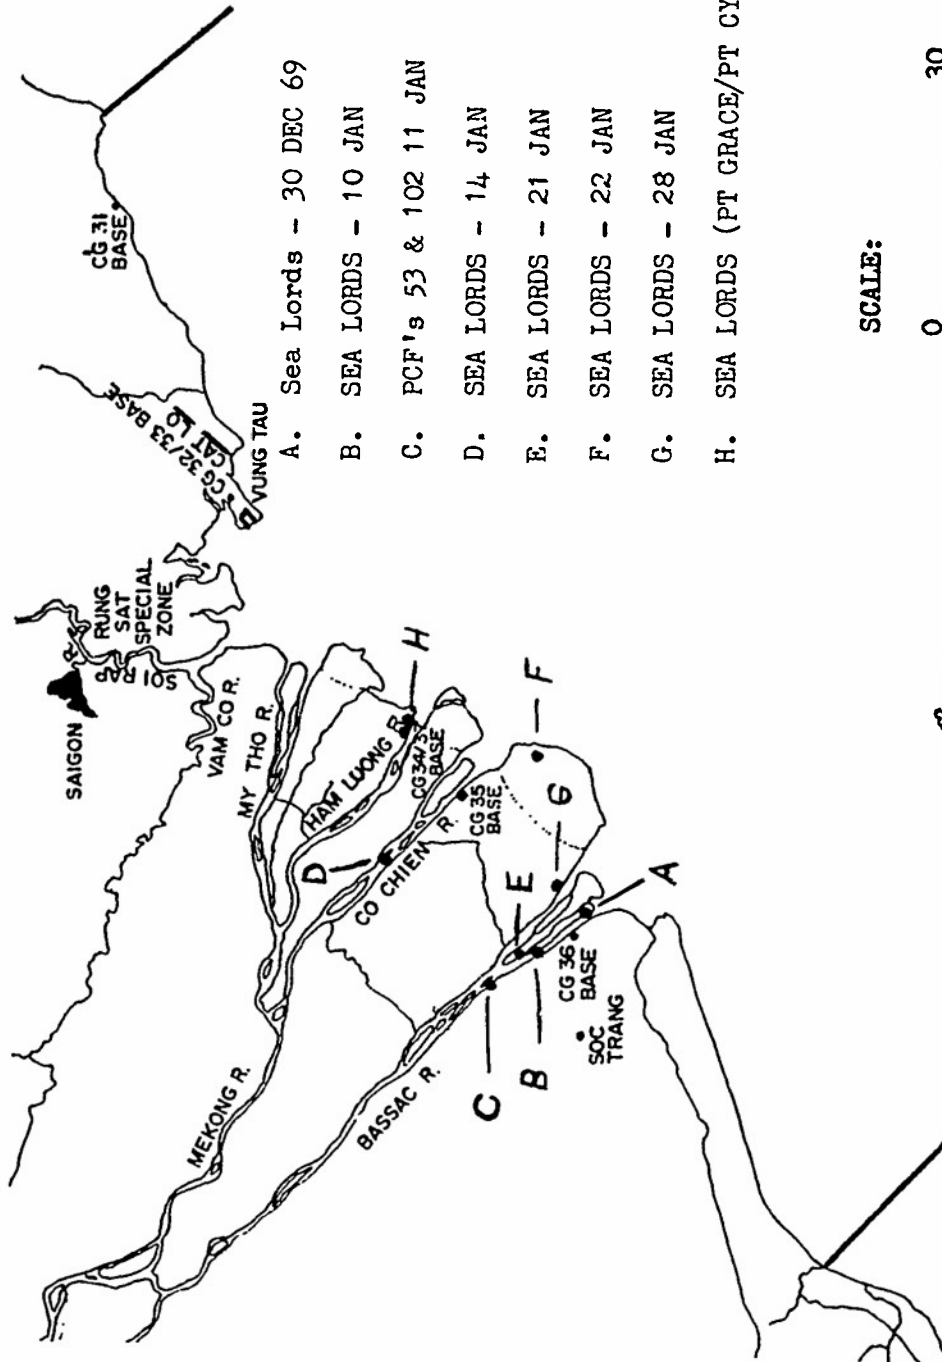 SAIGON
RUNG
SAT
SPECIAL
ZONE
SOI
RAP
R.
VAM CO R.
MY THO R.
HAM LUONG R.
MEKONG R.
CO CHIEN R.
BASSAC R.
CG 31
BASE
CG 32/33 BASE
CAT LO
VUNG TAU
BASE
CG 35
BASE
CG 36
BASE
SOC
TRANG
A
B
C
D
E
F
G
H
A. Sea Lords - 30 DEC 69
B. SEA LORDS - 10 JAN
C. PCF's 53 & 102 11 JAN
D. SEA LORDS - 14 JAN
E. SEA LORDS - 21 JAN
F. SEA LORDS - 22 JAN
G. SEA LORDS - 28 JAN
H. SEA LORDS (PT GRACE/PT CY
SCALE:
0 30